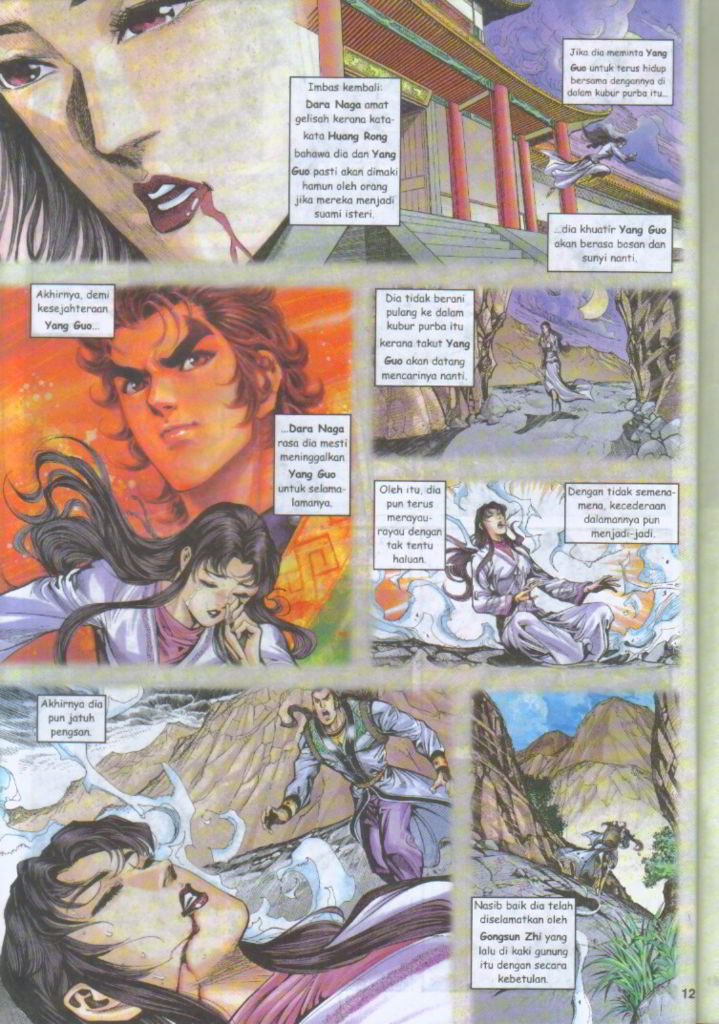 Imbas kembali:
Dara Naga amat
gelisah kerana kata-
kata Huang Rong
bahawa dia dan Yang
Guo pasti akan dimaki
hamun oleh orang
jika mereka menjadi
suami isteri.
Jika dia meminta Yang
Guo untuk terus hidup
bersama dengannya di
dalam kubur purba itu...
...dia khuatir Yang Guo
akan berasa bosan dan
sunyi nanti.
Akhirnya, demi
kesejahteraan
Yang Guo...
...Dara Naga
rasa dia mesti
meninggalkan
Yang Guo
untuk selama-
lamanya.
Dia tidak berani
pulang ke dalam
kubur purba itu
kerana takut Yang
Guo akan datang
mencarinya nanti.
Oleh itu, dia
pun terus
merayau-
rayau dengan
tak tentu
haluan.
Dengan tidak semena-
mena, kecederaan
dalamannya pun
menjadi-jadi.
Akhirnya dia
pun jatuh
pengsan.
Nasib baik dia telah
diselamatkan oleh
Gongsun Zhi yang
lalu di kaki gunung
itu dengan secara
kebetulan.
12